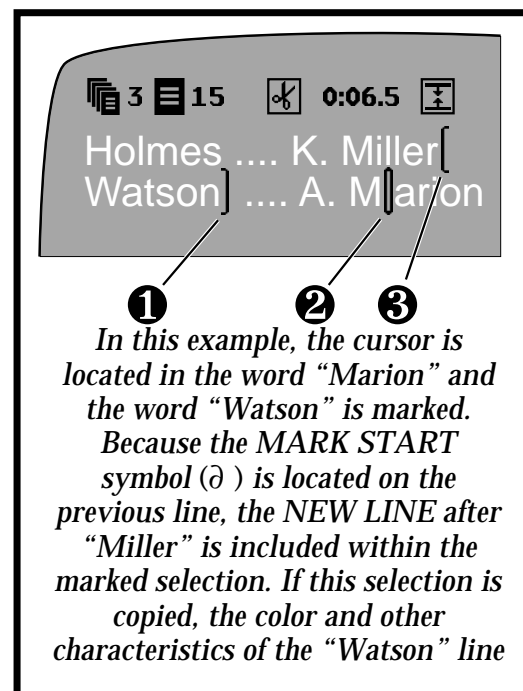 3 15 0:06.5
Holmes .... K. Miller[
Watson] .... A. Marion
1 2 3
In this example, the cursor is
located in the word “Marion” and
the word “Watson” is marked.
Because the MARK START
symbol (∂ ) is located on the
previous line, the NEW LINE after
“Miller” is included within the
marked selection. If this selection is
copied, the color and other
characteristics of the “Watson” line